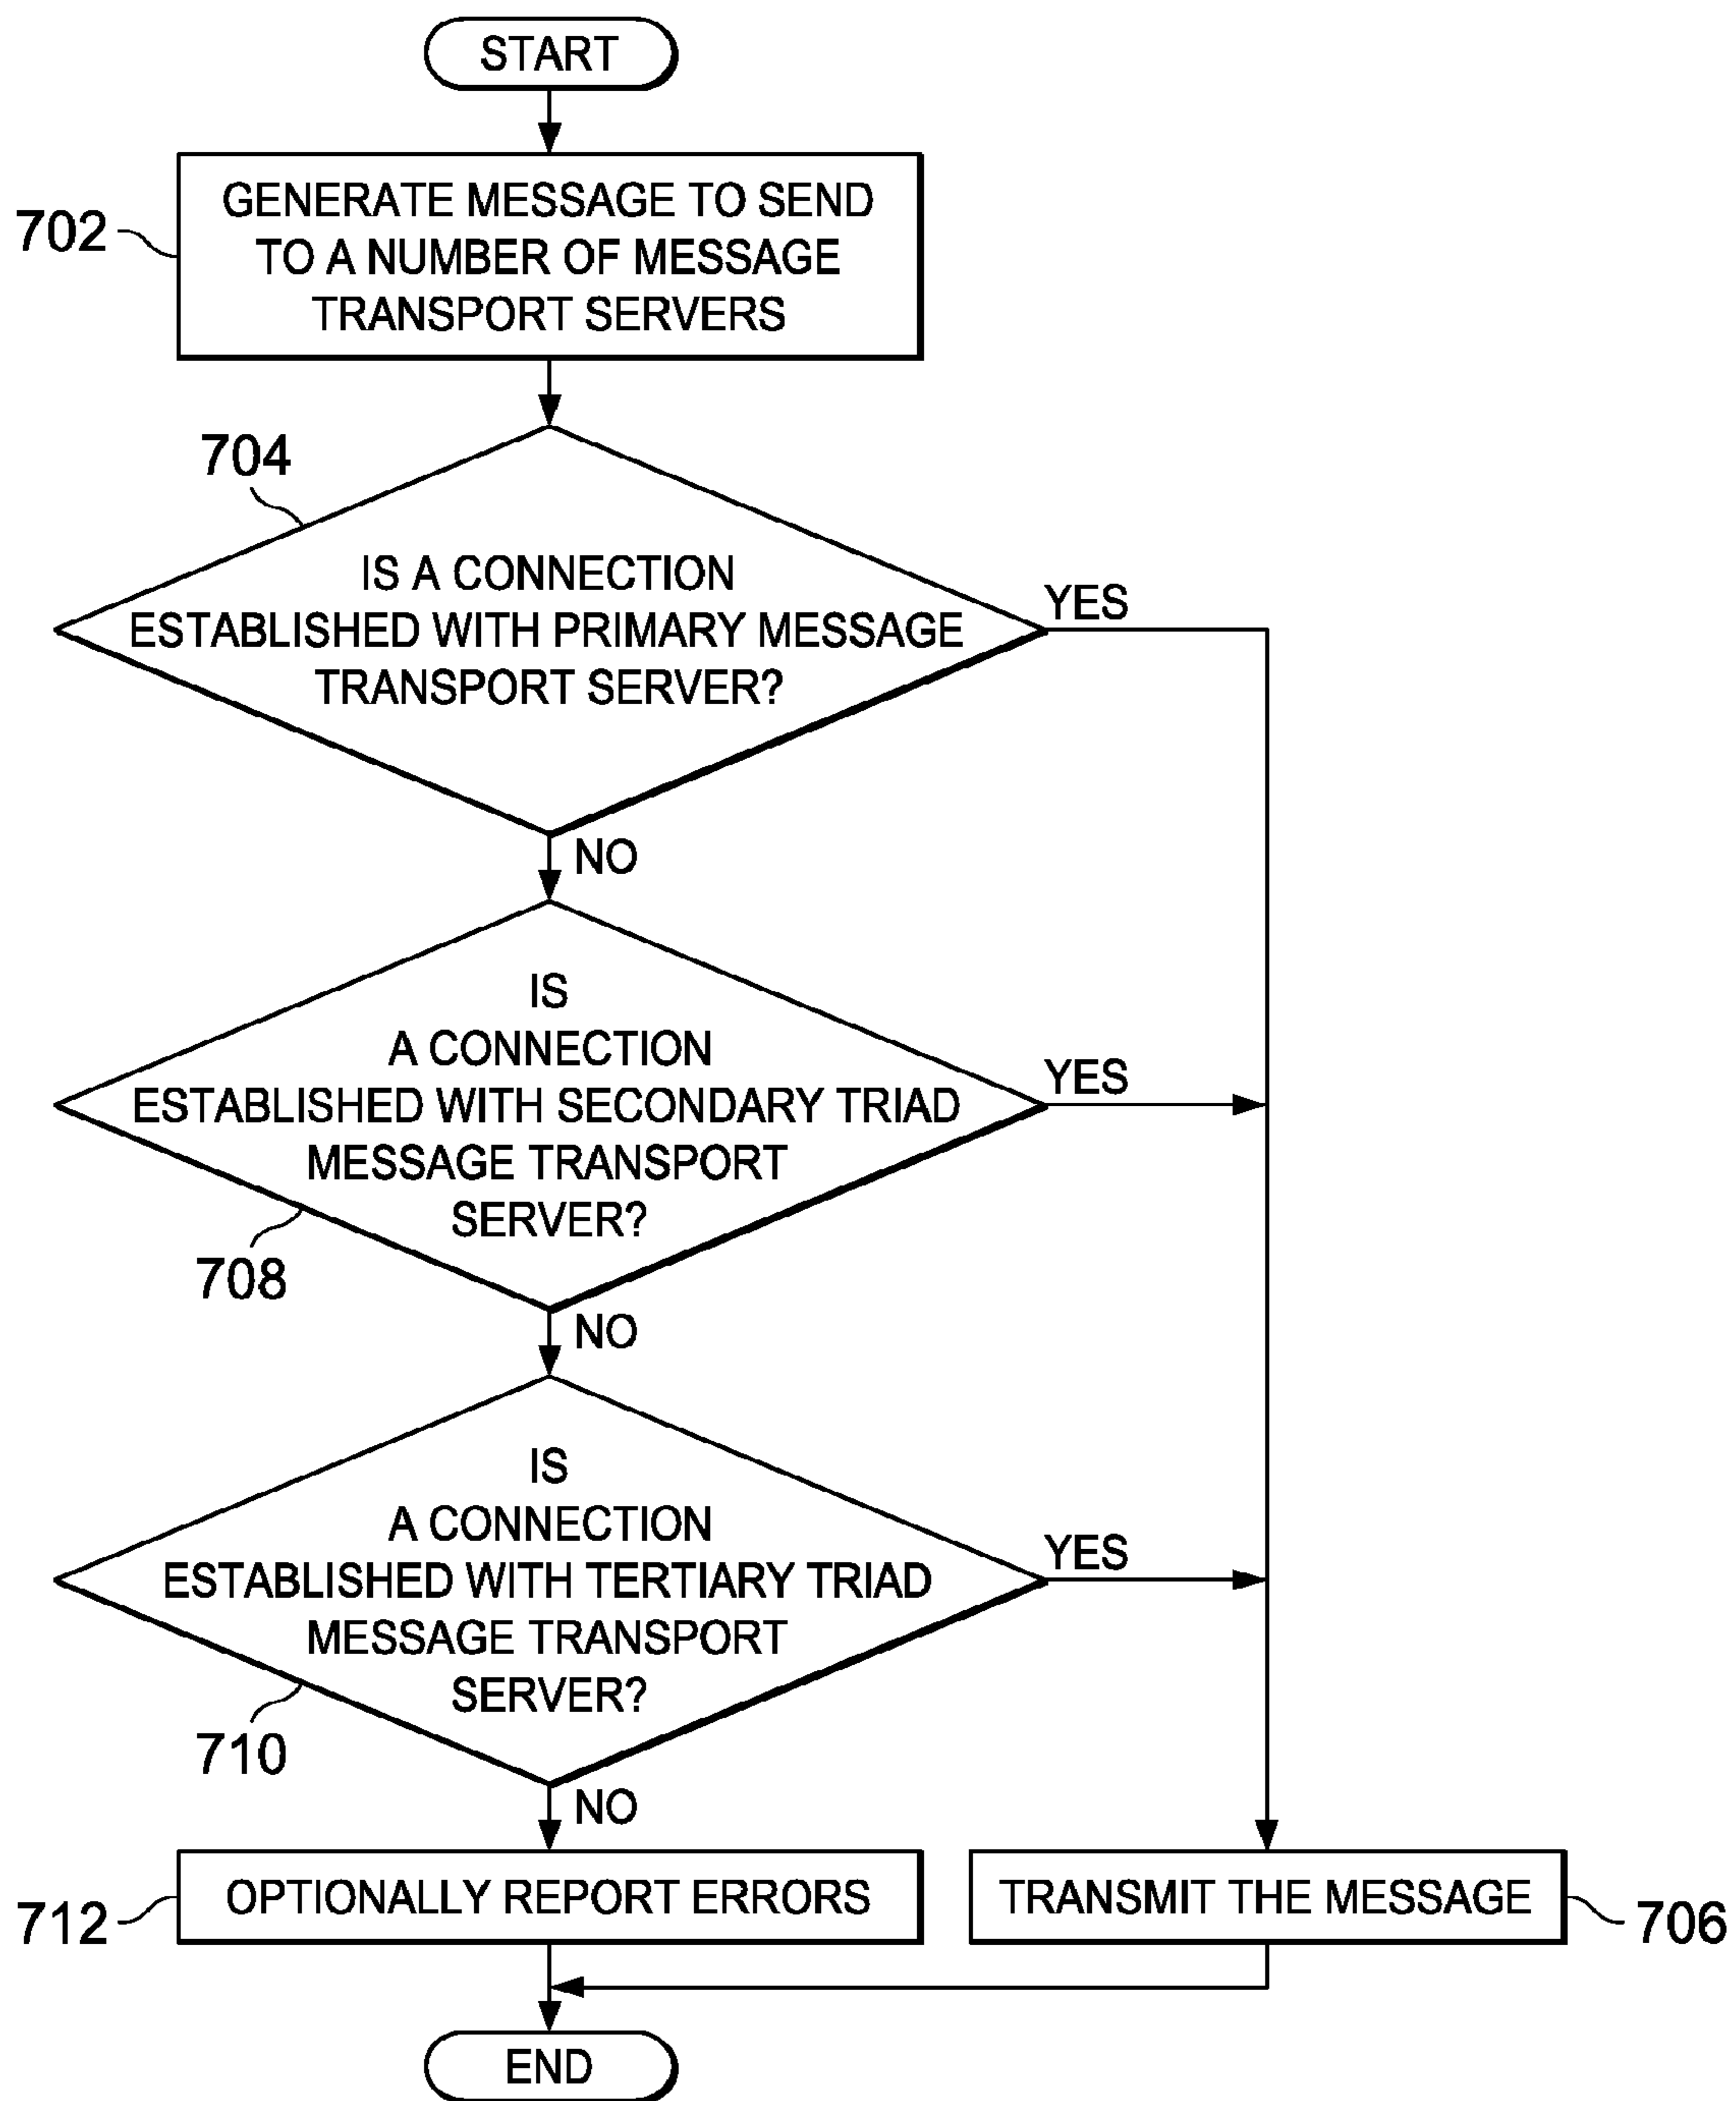 START
702
GENERATE MESSAGE TO SEND
TO A NUMBER OF MESSAGE
TRANSPORT SERVERS
704
IS A CONNECTION
ESTABLISHED WITH PRIMARY MESSAGE
TRANSPORT SERVER?
YES
NO
IS
A CONNECTION
ESTABLISHED WITH SECONDARY TRIAD
MESSAGE TRANSPORT
SERVER?
YES
708
NO
IS
A CONNECTION
ESTABLISHED WITH TERTIARY TRIAD
MESSAGE TRANSPORT
SERVER?
YES
710
NO
712
OPTIONALLY REPORT ERRORS
TRANSMIT THE MESSAGE
706
END